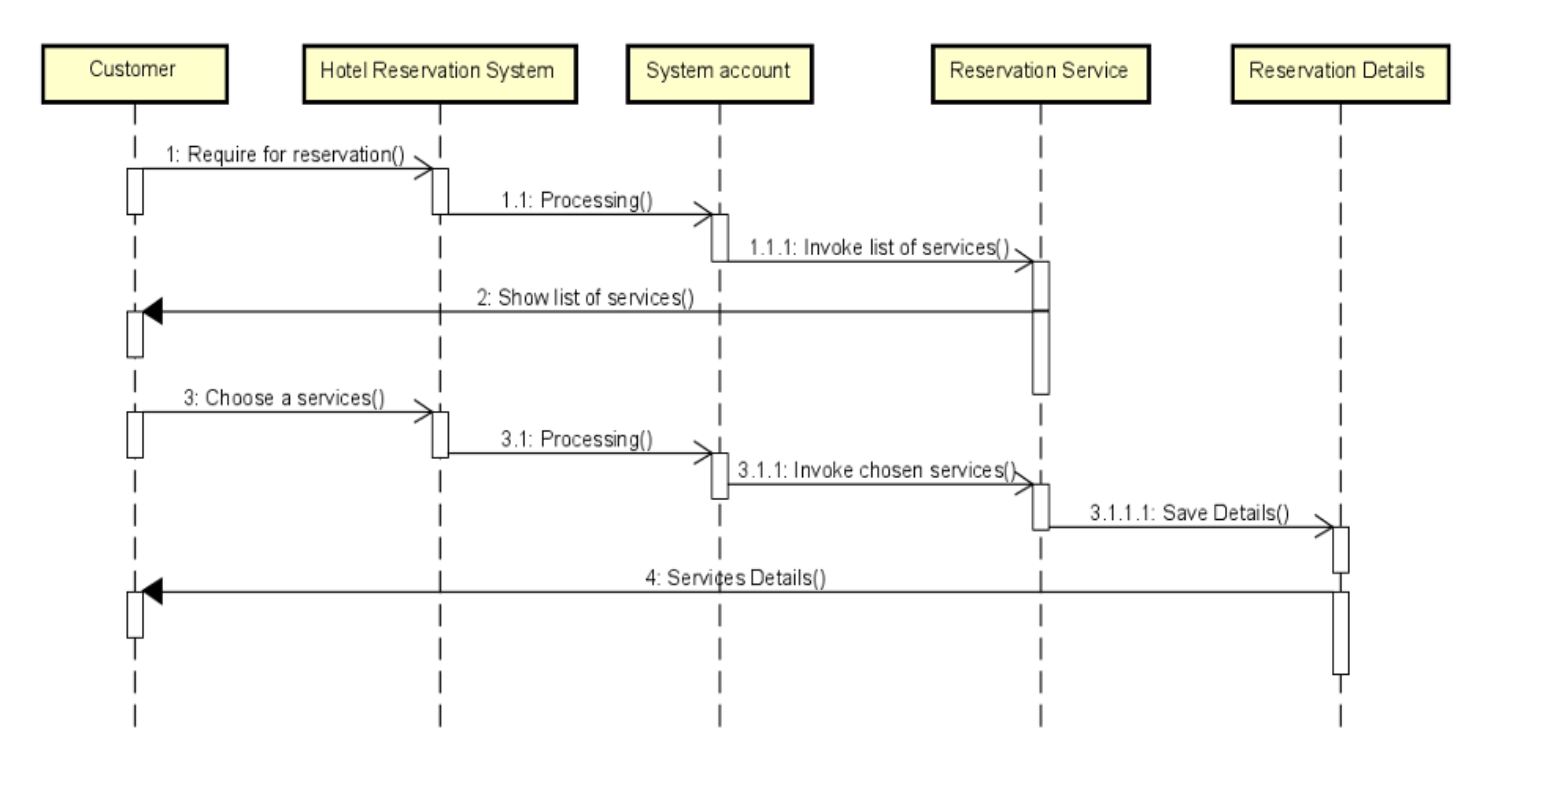 Customer
Hotel Reservation System
System account
Reservation Service
Reservation Details
1: Require for reservation()
1.1: Processing()
1.1.1: Invoke list of services()
2: Show list of services()
3: Choose a services()
3.1: Processing()
3.1.1: Invoke chosen services()
3.1.1.1: Save Details()
4: Services Details()